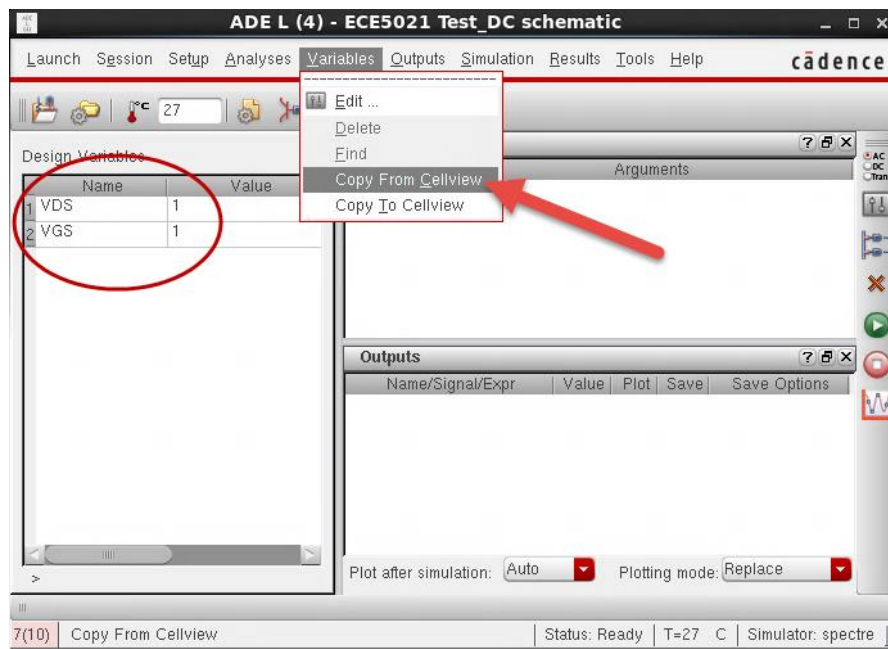 ADE L (4) - ECE5021 Test_DC schematic
Launch Session Setup Analyses Variables Outputs Simulation Results Tools Help cādence
27
Edit ...
Delete
Find
Copy From Cellview
Copy To Cellview
Design Variables
Name Value
1 VDS 1
2 VGS 1
Arguments
AC
DC
Tran
Outputs
Name/Signal/Expr Value Plot Save Save Options
Plot after simulation: Auto Plotting mode: Replace
>
7(10) Copy From Cellview Status: Ready T=27 C Simulator: spectre